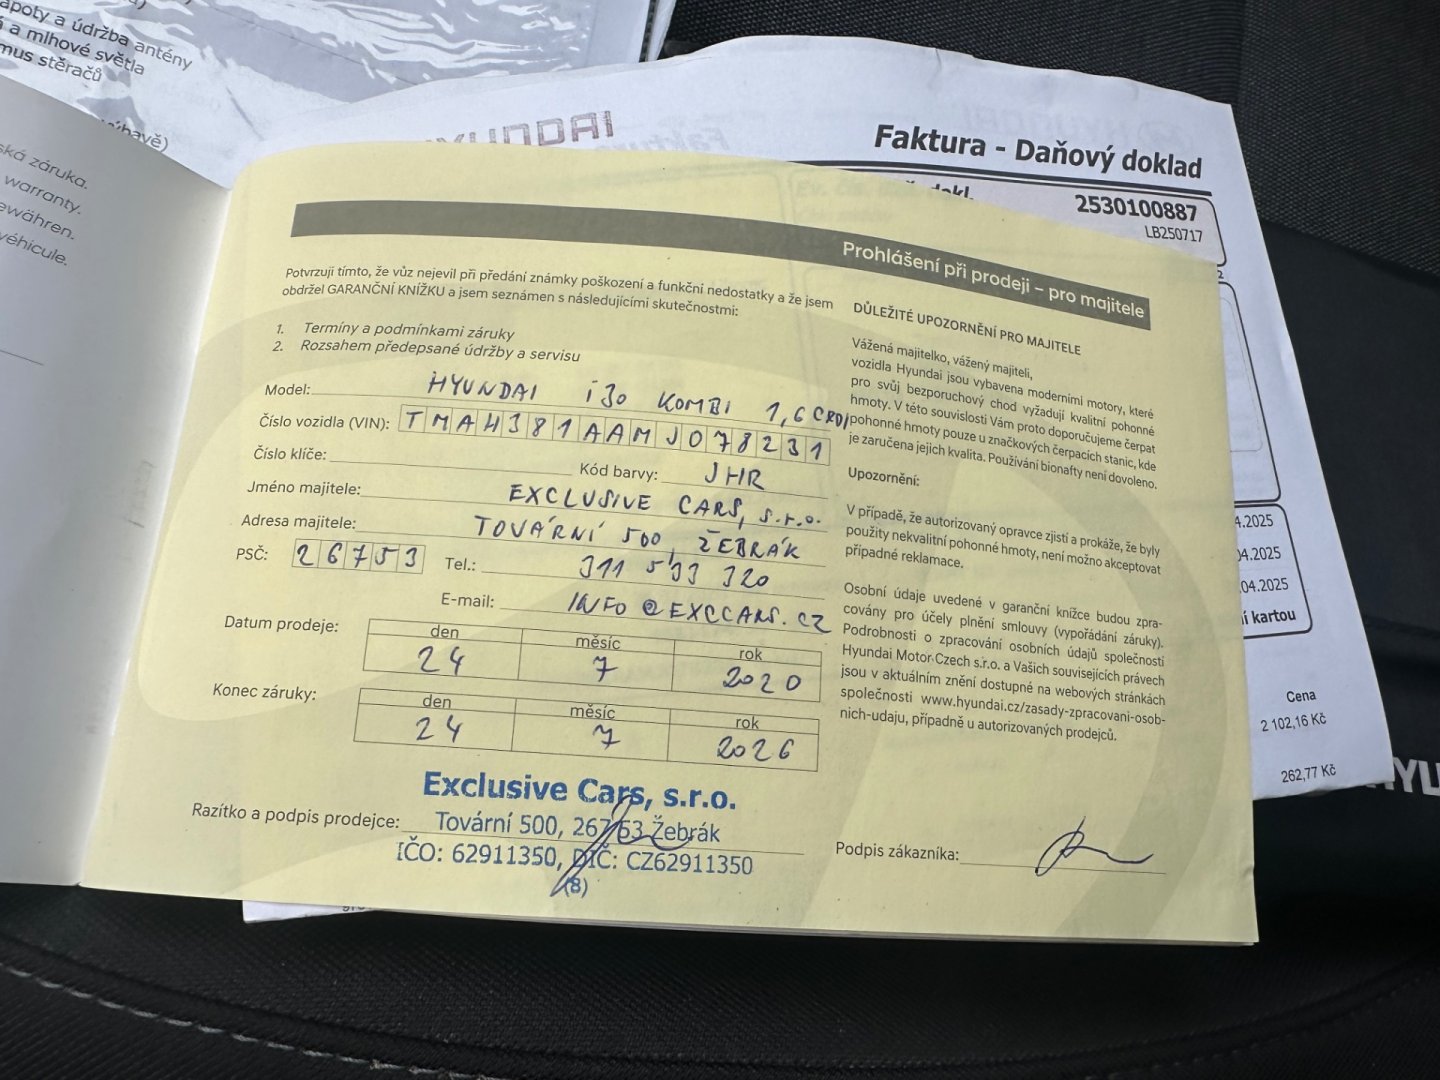 apoty a údržba antény
a mlhové světla
mus stěračů
ská záruka.
warranty.
ewähren.
véhicule.
HYUNDAI
Faktura - Daňový doklad
2530100887
LB250717
Prohlášení při prodeji – pro majitele
Potvrzuji tímto, že vůz nejevil při předání známky poškození a funkční nedostatky a že jsem
obdržel GARANČNÍ KNÍŽKU a jsem seznámen s následujícími skutečnostmi:
1. Termíny a podmínkami záruky
2. Rozsahem předepsané údržby a servisu
Model: HYUNDAI i30 KOMBI 1,6 CRDI
Číslo vozidla (VIN): TMAH381AAMJ078231
Číslo klíče: Kód barvy: JHR
Jméno majitele: EXCLUSIVE CARS, s.r.o.
Adresa majitele: TOVÁRNÍ 500, ŽEBRÁK
PSČ: 26753 Tel.: 311 533 320
E-mail: INFO@EXCCARS.CZ
Datum prodeje: den měsíc rok
24 7 2020
Konec záruky: den měsíc rok
24 7 2026
Exclusive Cars, s.r.o.
Razítko a podpis prodejce: Tovární 500, 267 53 Žebrák
IČO: 62911350, DIČ: CZ62911350
(8)
DŮLEŽITÉ UPOZORNĚNÍ PRO MAJITELE
Vážená majitelko, vážený majiteli,
vozidla Hyundai jsou vybavena moderními motory, které
pro svůj bezporuchový chod vyžadují kvalitní pohonné
hmoty. V této souvislosti Vám proto doporučujeme čerpat
pohonné hmoty pouze u značkových čerpacích stanic, kde
je zaručena jejich kvalita. Používání bionafty není dovoleno.
Upozornění:
V případě, že autorizovaný opravce zjistí a prokáže, že byly
použity nekvalitní pohonné hmoty, není možno akceptovat
případné reklamace.
Osobní údaje uvedené v garanční knížce budou zpra-
covány pro účely plnění smlouvy (vypořádání záruky).
Podrobnosti o zpracování osobních údajů společností
Hyundai Motor Czech s.r.o. a Vašich souvisejících právech
jsou v aktuálním znění dostupné na webových stránkách
společnosti www.hyundai.cz/zasady-zpracovani-osob-
nich-udaju, případně u autorizovaných prodejců.
Podpis zákazníka:
4.2025
04.2025
.04.2025
í kartou
Cena
2 102,16 Kč
262,77 Kč